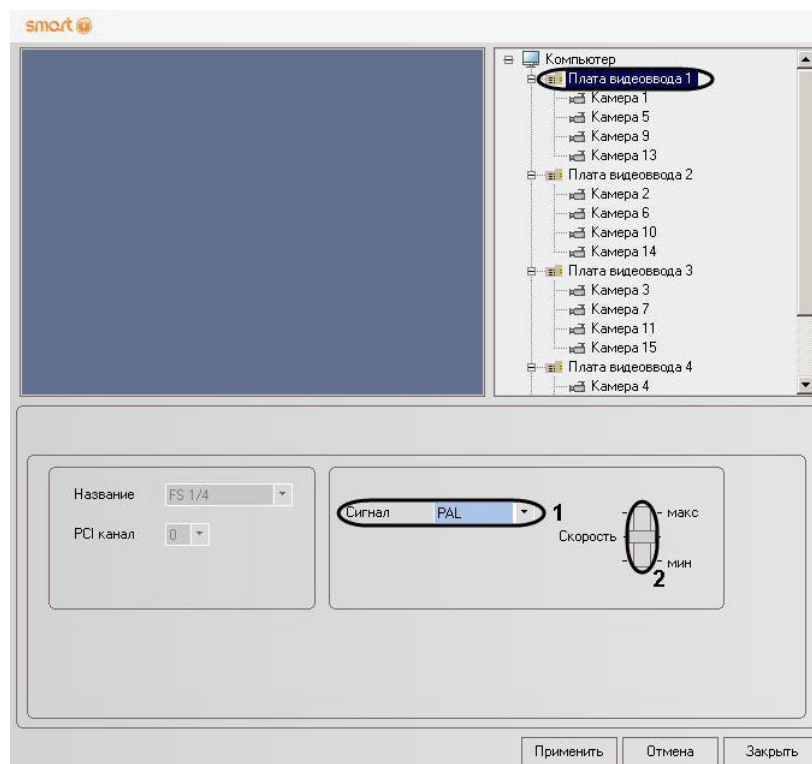 smart
Компьютер
Плата видеоввода 1
Камера 1
Камера 5
Камера 9
Камера 13
Плата видеоввода 2
Камера 2
Камера 6
Камера 10
Камера 14
Плата видеоввода 3
Камера 3
Камера 7
Камера 11
Камера 15
Плата видеоввода 4
Камера 4
Название FS 1/4
PCI канал 0
Сигнал PAL 1
Скорость макс
мин
2
Применить Отмена Закрыть